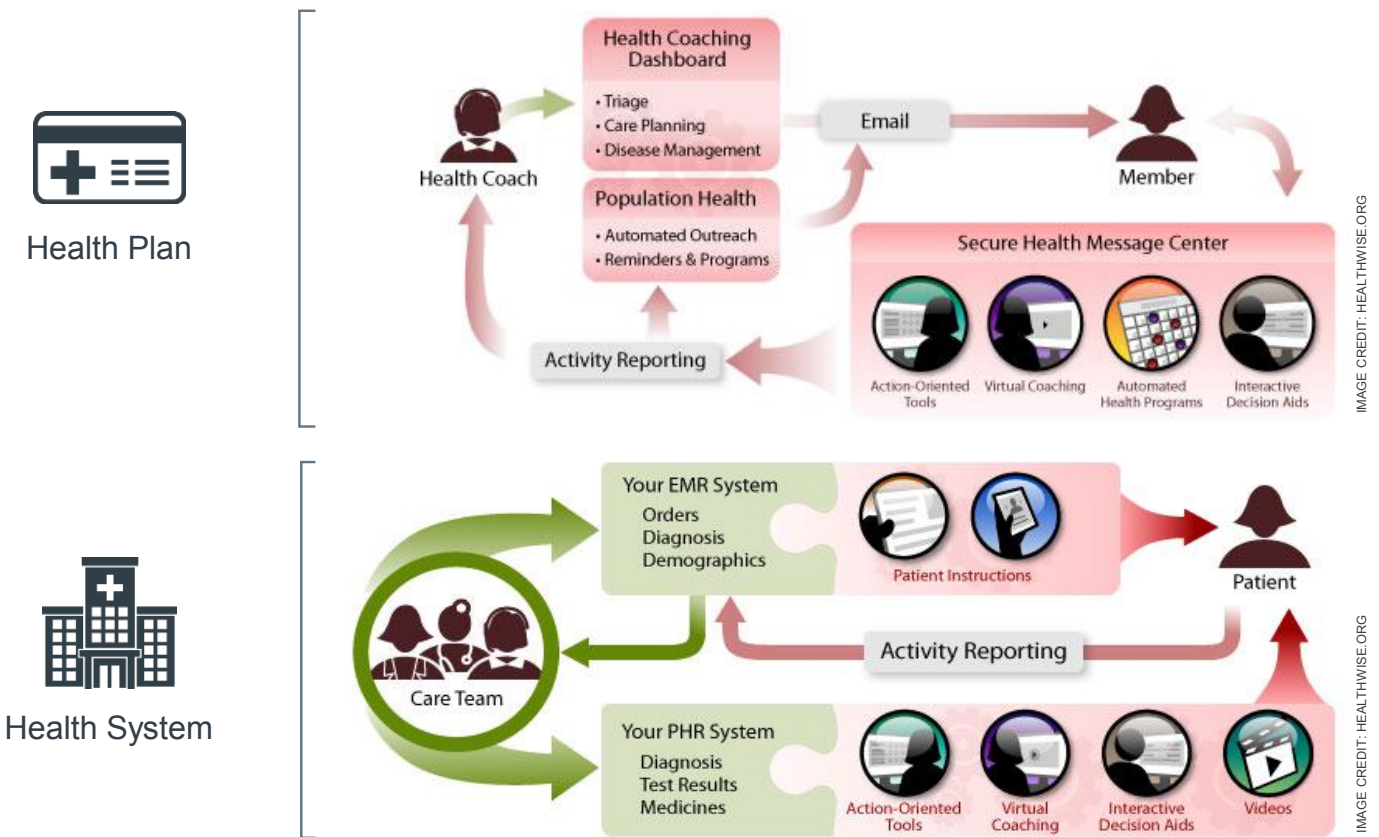 Health Plan
Health Coach
Health Coaching
Dashboard
• Triage
• Care Planning
• Disease Management
Population Health
• Automated Outreach
• Reminders & Programs
Email
Member
Secure Health Message Center
Action-Oriented
Tools
Virtual Coaching
Automated
Health Programs
Interactive
Decision Aids
Activity Reporting
IMAGE CREDIT: HEALTHWISE.ORG
Health System
Care Team
Your EMR System
Orders
Diagnosis
Demographics
Patient Instructions
Patient
Activity Reporting
Your PHR System
Diagnosis
Test Results
Medicines
Action-Oriented
Tools
Virtual
Coaching
Interactive
Decision Aids
Videos
IMAGE CREDIT: HEALTHWISE.ORG